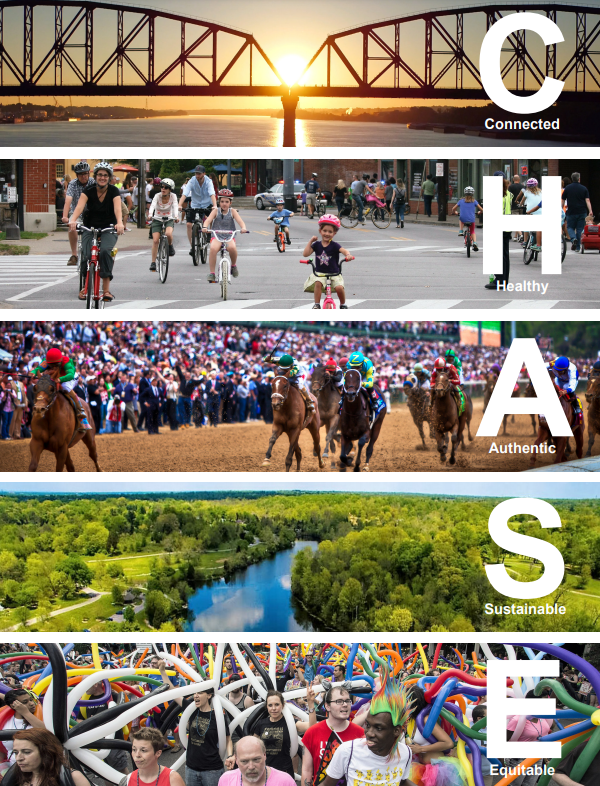 C
Connected
H
Healthy
A
Authentic
S
Sustainable
E
Equitable